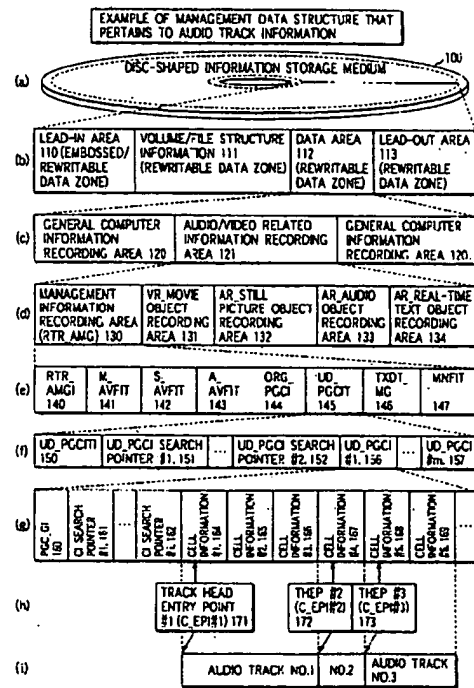 EXAMPLE OF MANAGEMENT DATA STRUCTURE THAT
PERTAINS TO AUDIO TRACK INFORMATION
100
(a)
DISC-SHAPED INFORMATION STORAGE MEDIUM
(b)
LEAD-IN AREA
110 (EMBOSSED/
REWRITABLE
DATA ZONE)
VOLUME/FILE STRUCTURE
INFORMATION 111
(REWRITABLE DATA ZONE)
DATA AREA
112
(REWRITABLE
DATA ZONE)
LEAD-OUT AREA
113
(REWRITABLE
DATA ZONE)
(c)
GENERAL COMPUTER
INFORMATION
RECORDING AREA 120
AUDIO/VIDEO RELATED
INFORMATION RECORDING
AREA 121
GENERAL COMPUTER
INFORMATION
RECORDING AREA 120.
(d)
MANAGEMENT
INFORMATION
RECORDING AREA
(RTR_AMG) 130
VR_MOVIE
OBJECT
RECORDING
AREA 131
AR_STILL
PICTURE OBJECT
RECORDING
AREA 132
AR_AUDIO
OBJECT
RECORDING
AREA 133
AR_REAL-TIME
TEXT OBJECT
RECORDING
AREA 134
(e)
RTR_
AMGI
140
M_
AVFIT
141
S_
AVFIT
142
A_
AVFIT
143
ORG_
PGCI
144
UD_
PGCIT
145
TXDT_
MG
146
MNFIT
147
(f)
UD_PGCITI
150
UD_PGCI SEARCH
POINTER #1. 151
...
UD_PGCI SEARCH
POINTER #2. 152
UD_PGCI
#1. 156
...
UD_PGCI
#m. 157
(g)
PGC_GI
160
CI SEARCH
POINTER
#1. 161
...
CI SEARCH
POINTER
162
CELL
INFORMATION
#1. 164
CELL
INFORMATION
#2. 165
CELL
INFORMATION
#3. 166
CELL
INFORMATION
#4. 167
CELL
INFORMATION
#5. 168
CELL
INFORMATION
#6. 169
...
(h)
TRACK HEAD
ENTRY POINT
#1 (C_EPI#1) 171
THEP #2
(C_EPI#2)
172
THEP #3
(C_EPI#3)
173
(i)
AUDIO TRACK NO.1
NO.2
AUDIO TRACK
NO.3